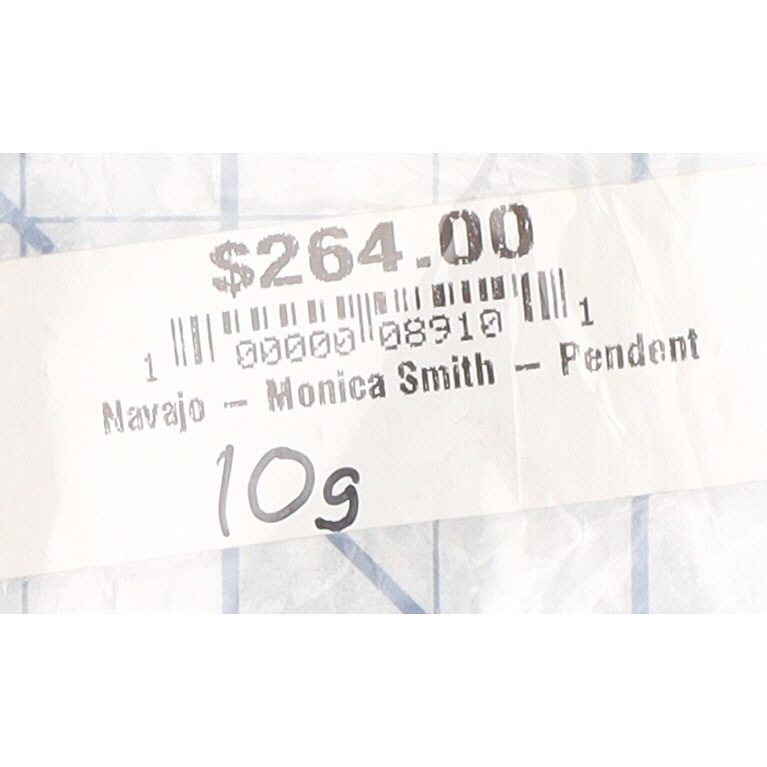 $264.00
1 00000 08910 1
Navajo - Monica Smith - Pendent
10g